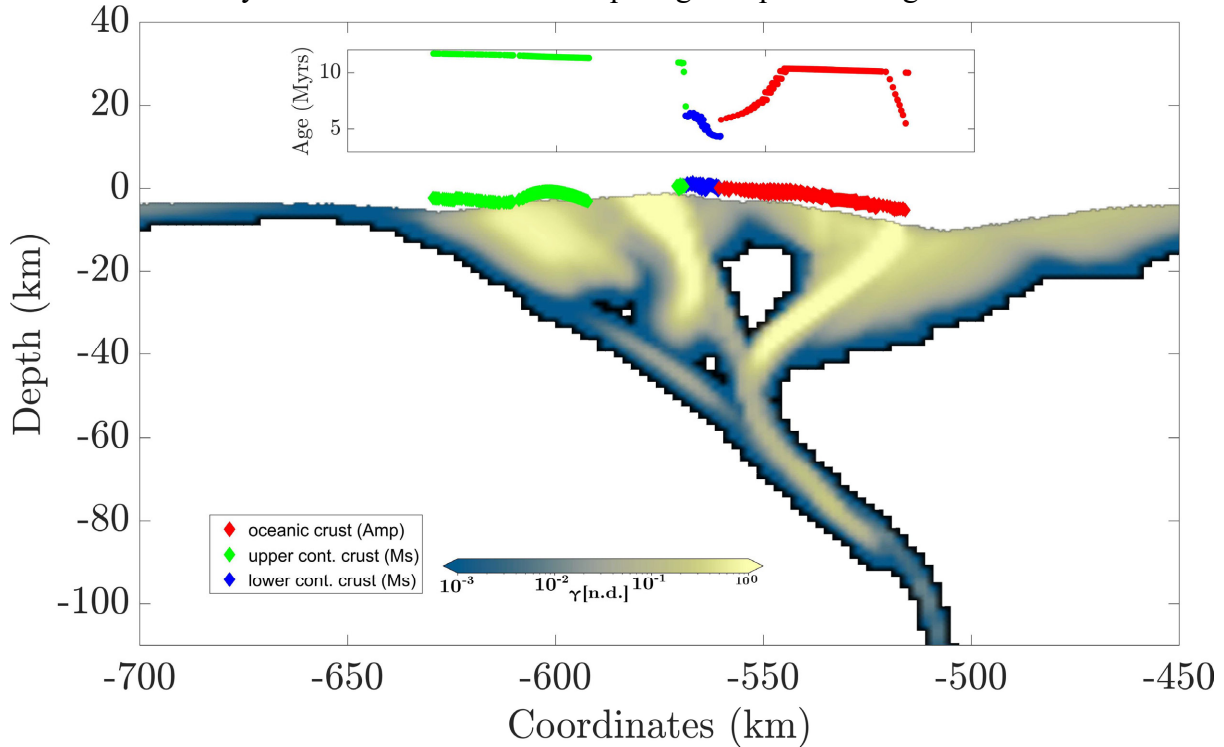 40
20
0
-20
-40
-60
-80
-100
Depth (km)
Age (Myrs)
10
5
oceanic crust (Amp)
upper cont. crust (Ms)
lower cont. crust (Ms)
10⁻³ 10⁻² 10⁻¹ 10⁰
γ[n.d.]
-700 -650 -600 -550 -500 -450
Coordinates (km)